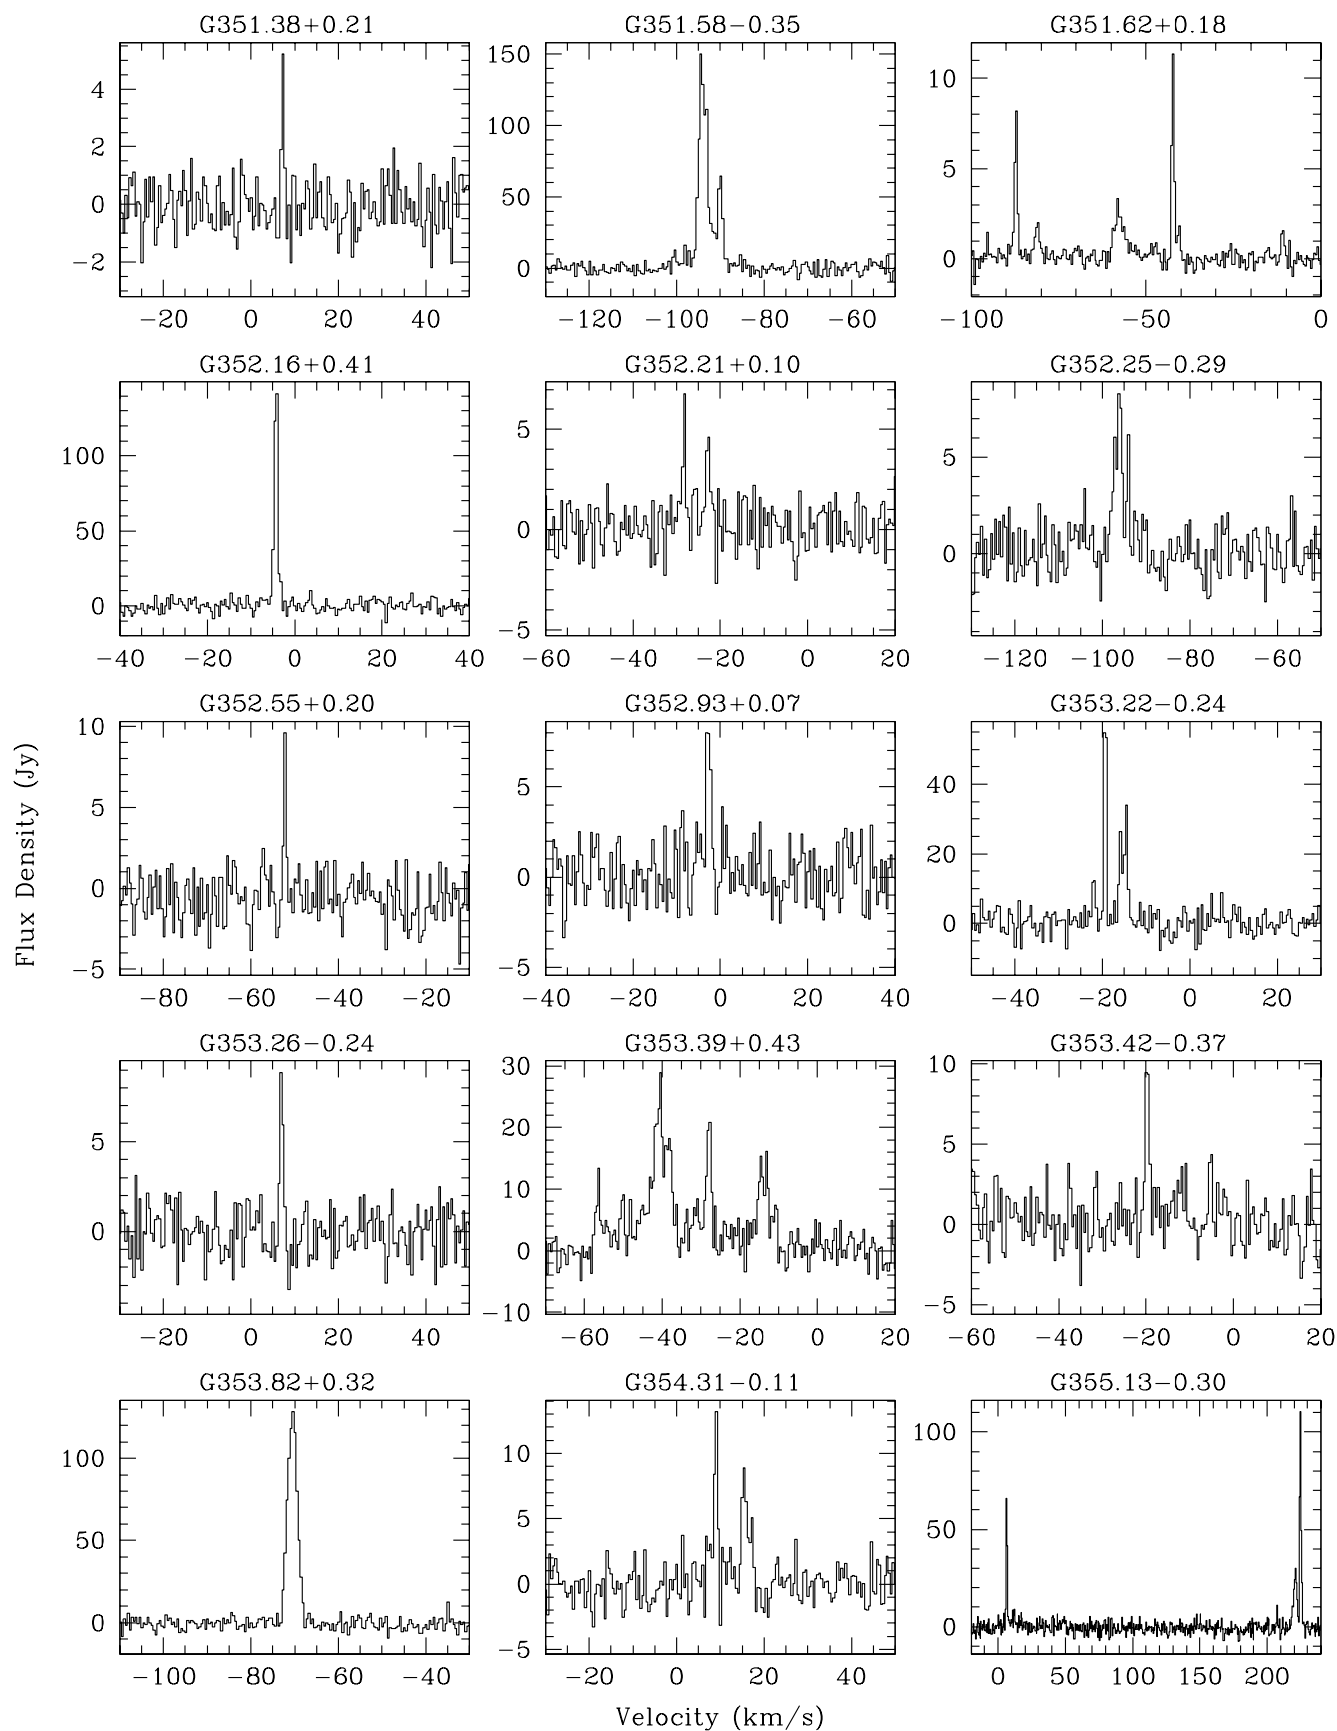 G351.38+0.21 G351.58−0.35 G351.62+0.18
4 2 0 −2
150 100 50 0
10 5 0
−20 0 20 40
−120 −100 −80 −60
−100 −50 0
G352.16+0.41 G352.21+0.10 G352.25−0.29
100 50 0
5 0 −5
5 0
−40 −20 0 20 40
−60 −40 −20 0 20
−120 −100 −80 −60
G352.55+0.20 G352.93+0.07 G353.22−0.24
10 5 0 −5
5 0 −5
40 20 0
−80 −60 −40 −20
−40 −20 0 20 40
−40 −20 0 20
Flux Density (Jy)
G353.26−0.24 G353.39+0.43 G353.42−0.37
5 0
30 20 10 0 −10
10 5 0 −5
−20 0 20 40
−60 −40 −20 0 20
−60 −40 −20 0 20
G353.82+0.32 G354.31−0.11 G355.13−0.30
100 50 0
10 5 0 −5
100 50 0
−100 −80 −60 −40
−20 0 20 40
0 50 100 150 200
Velocity (km/s)